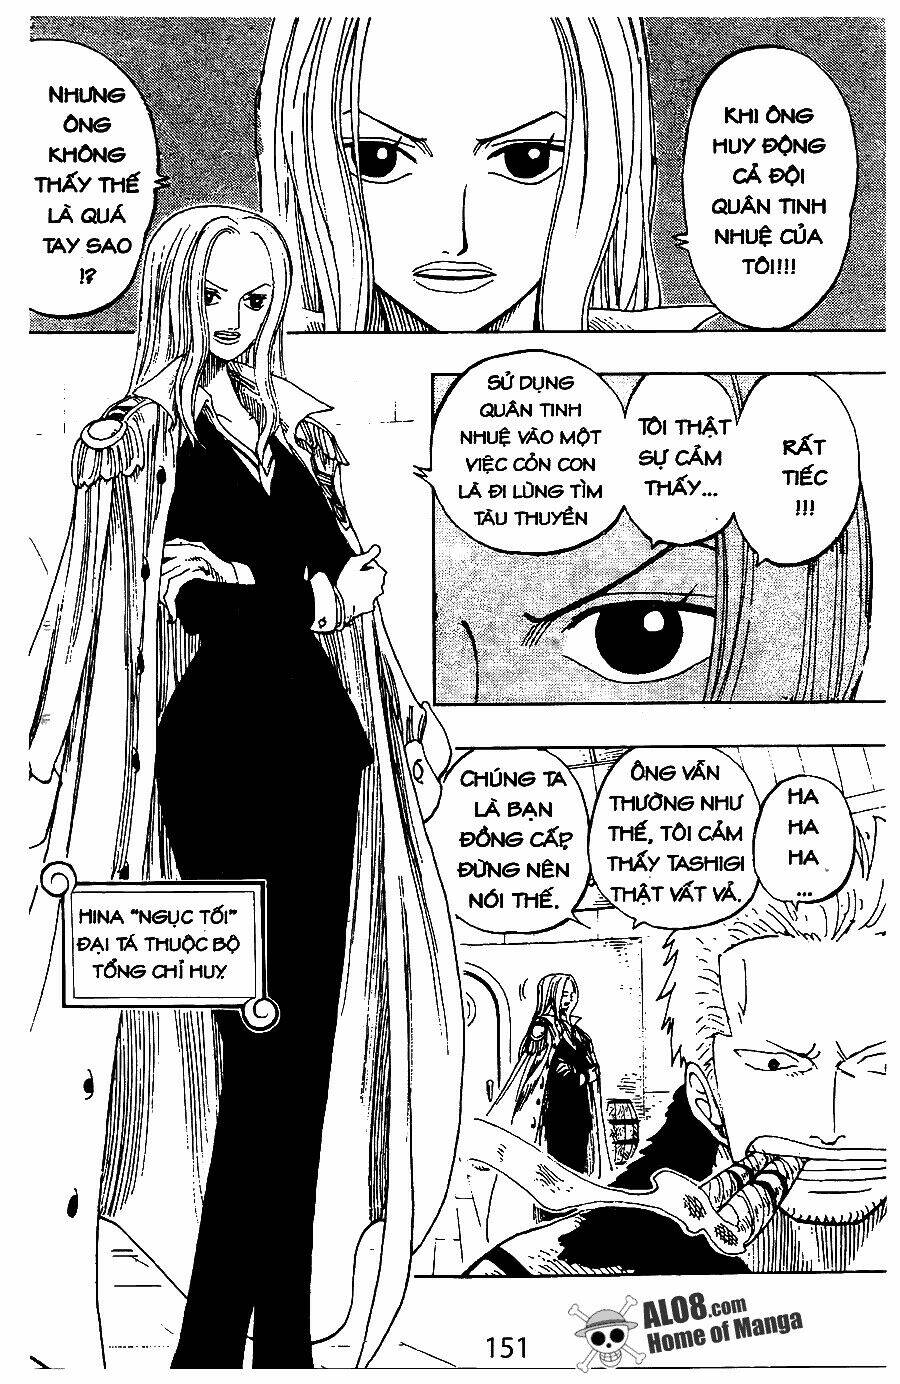 KHI ÔNG
HUY ĐỘNG
CẢ ĐỘI
QUÂN TINH
NHUỆ CỦA
TÔI!!!
NHƯNG
ÔNG
KHÔNG
THẤY THẾ
LÀ QUÁ
TAY SAO
!?
RẤT
TIẾC
!!!
TÔI THẬT
SỰ CẢM
THẤY...
SỬ DỤNG
QUÂN TINH
NHUỆ VÀO MỘT
VIỆC CỎN CON
LÀ ĐI LÙNG TÌM
TÀU THUYỀN
HA
HA
HA
...
ÔNG VẪN
THƯỜNG NHƯ
THẾ, TÔI CẢM
THẤY TASHIGI
THẬT VẤT VẢ.
CHÚNG TA
LÀ BẠN
ĐỒNG CẤP,
ĐỪNG NÊN
NÓI THẾ.
HINA "NGỤC TỐI"
ĐẠI TÁ THUỘC BỘ
TỔNG CHỈ HUY.
151
ALO8.com
Home of Manga